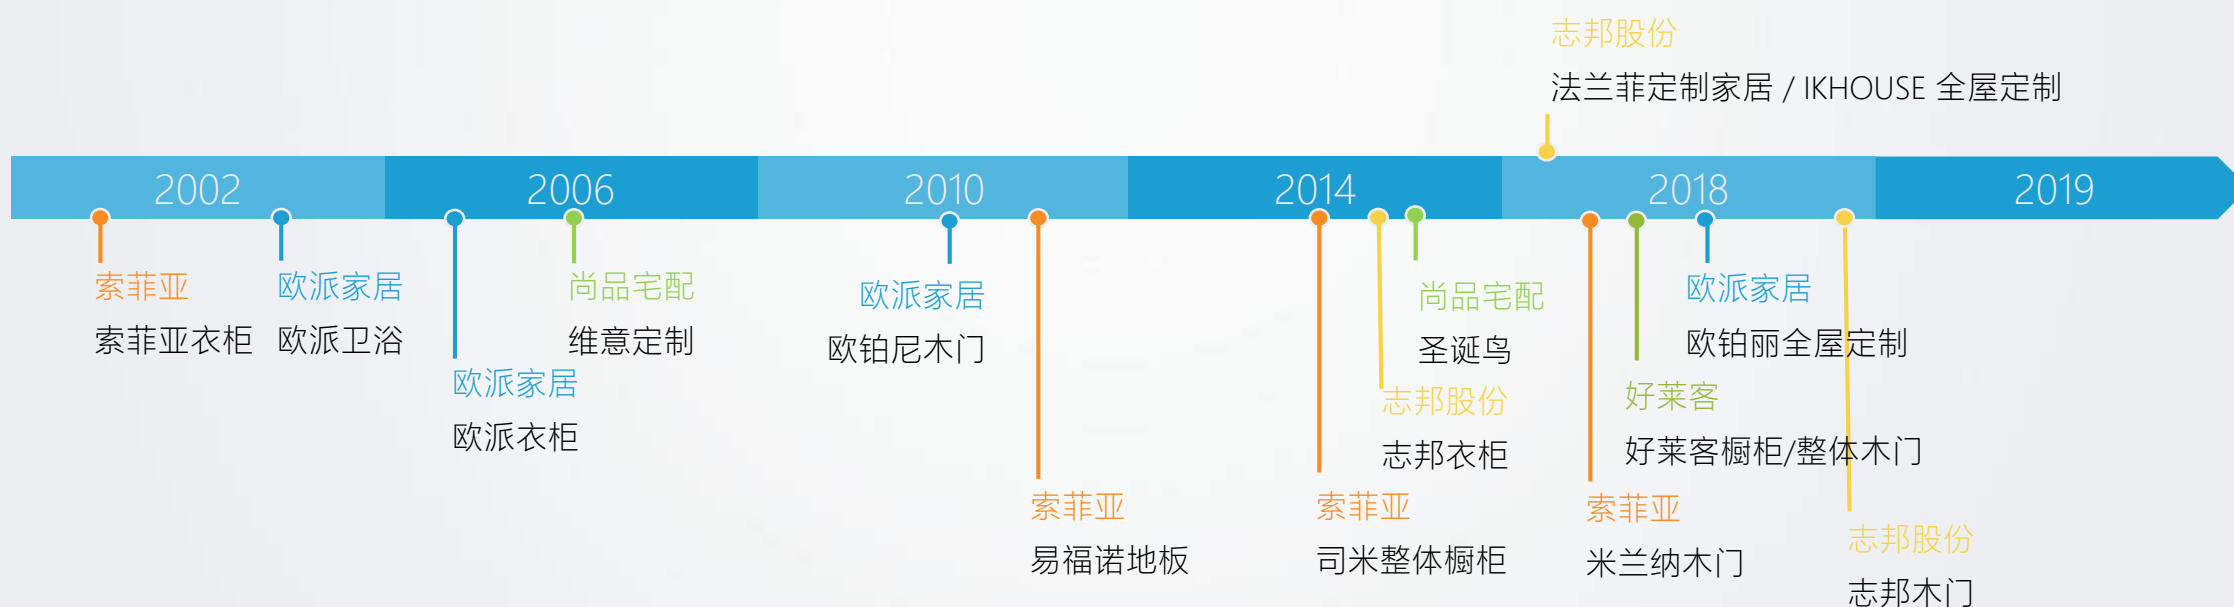 志邦股份
法兰菲定制家居 / IKHOUSE 全屋定制
2002
2006
2010
2014
2018
2019
索菲亚
索菲亚衣柜
欧派家居
欧派卫浴
欧派家居
欧派衣柜
尚品宅配
维意定制
欧派家居
欧铂尼木门
索菲亚
易福诺地板
索菲亚
司米整体橱柜
志邦股份
志邦衣柜
尚品宅配
圣诞鸟
索菲亚
米兰纳木门
好莱客
好莱客橱柜/整体木门
欧派家居
欧铂丽全屋定制
志邦股份
志邦木门